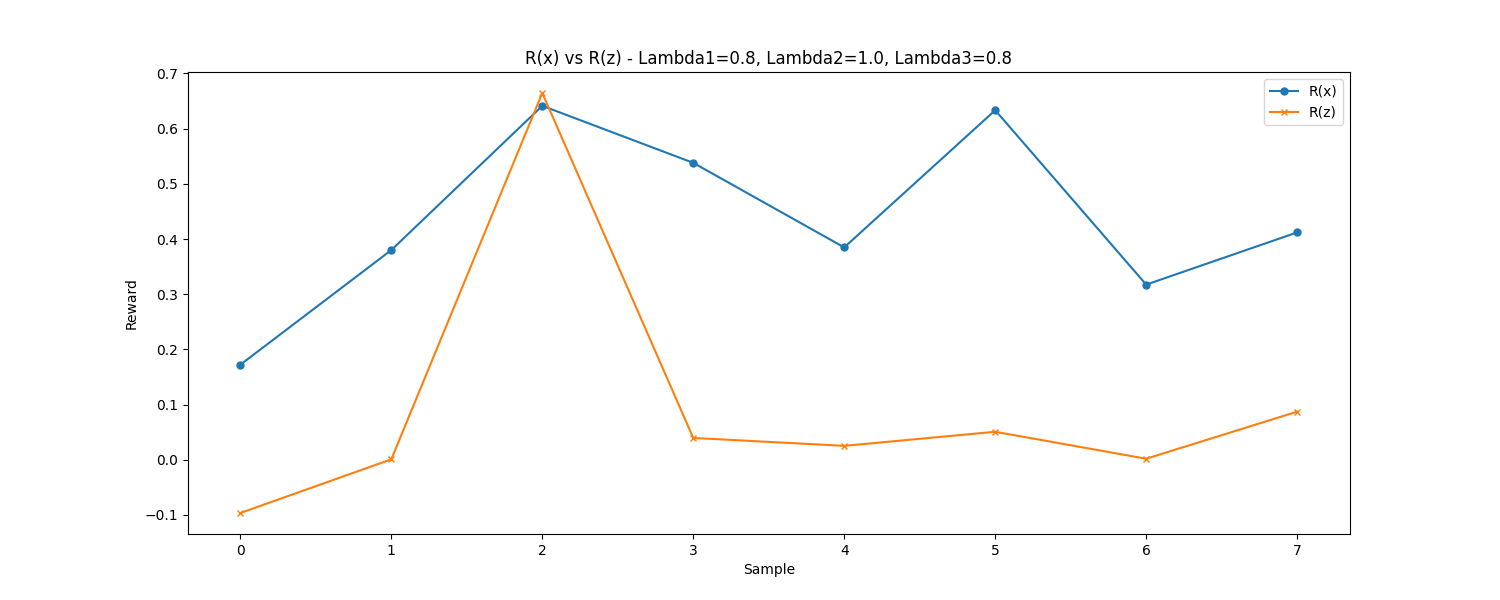 R(x) vs R(z) - Lambda1=0.8, Lambda2=1.0, Lambda3=0.8
R(x)
R(z)
Reward
0.7
0.6
0.5
0.4
0.3
0.2
0.1
0.0
−0.1
0 1 2 3 4 5 6 7
Sample